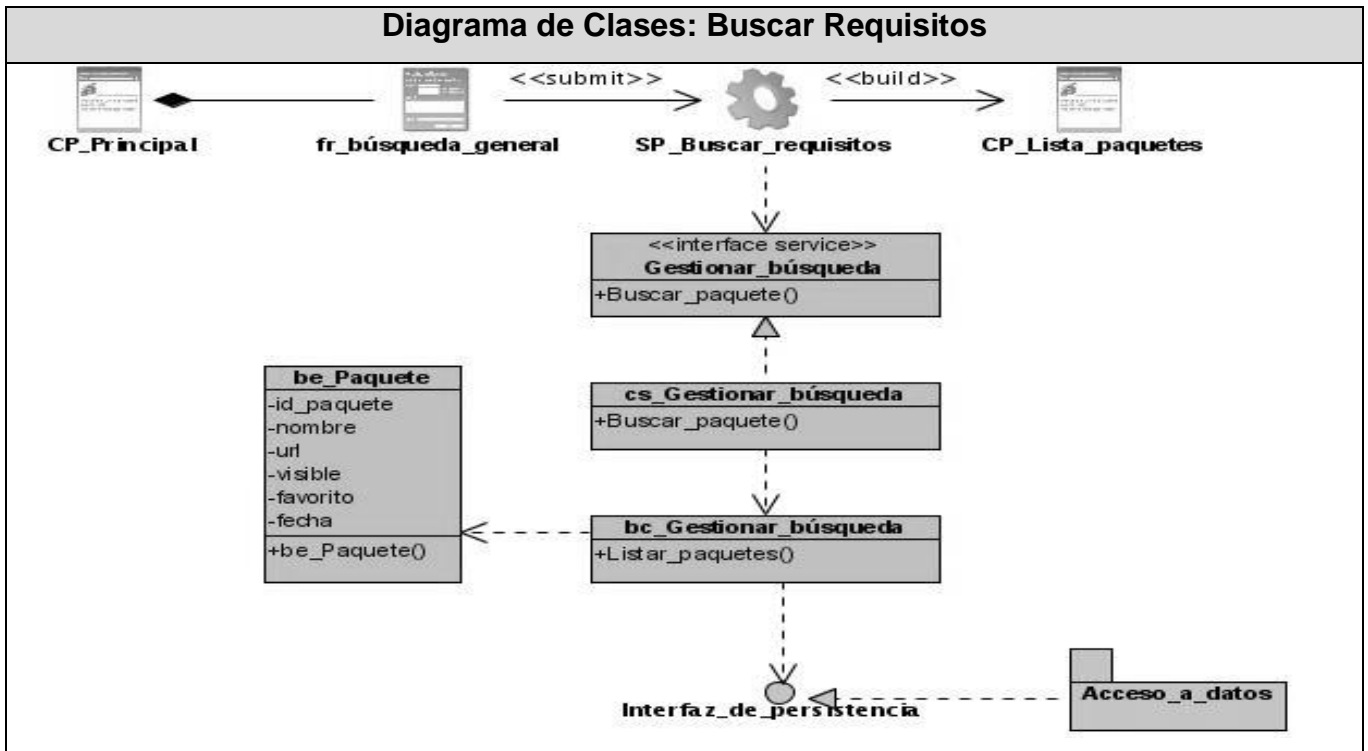 Diagrama de Clases: Buscar Requisitos
<<submit>>
<<build>>
CP_Principal
fr_búsqueda_general
SP_Buscar_requisitos
CP_Lista_paquetes
<<interface service>>
Gestionar_búsqueda
+Buscar_paquete()
be_Paquete
-id_paquete
-nombre
-url
-visible
-favorito
-fecha
+be_Paquete()
cs_Gestionar_búsqueda
+Buscar_paquete()
bc_Gestionar_búsqueda
+Listar_paquetes()
Interfaz_de_persistencia
Acceso_a_datos